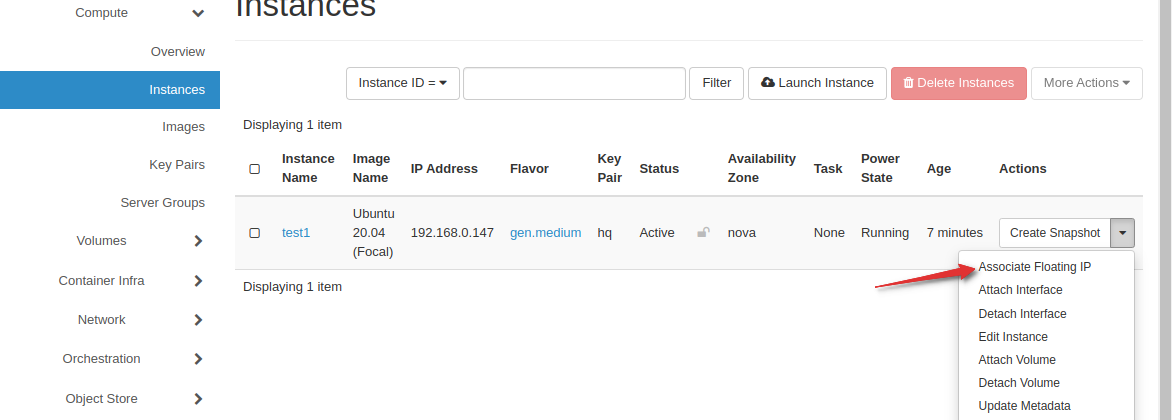 Instances
Compute
Overview
Instances
Images
Key Pairs
Server Groups
Volumes
Container Infra
Network
Orchestration
Object Store
Instance ID =
Filter
Launch Instance
Delete Instances
More Actions
Displaying 1 item
Instance Name
Image Name
IP Address
Flavor
Key Pair
Status
Availability Zone
Task
Power State
Age
Actions
test1
Ubuntu 20.04 (Focal)
192.168.0.147
gen.medium
hq
Active
nova
None
Running
7 minutes
Create Snapshot
Associate Floating IP
Attach Interface
Detach Interface
Edit Instance
Attach Volume
Detach Volume
Update Metadata
Displaying 1 item